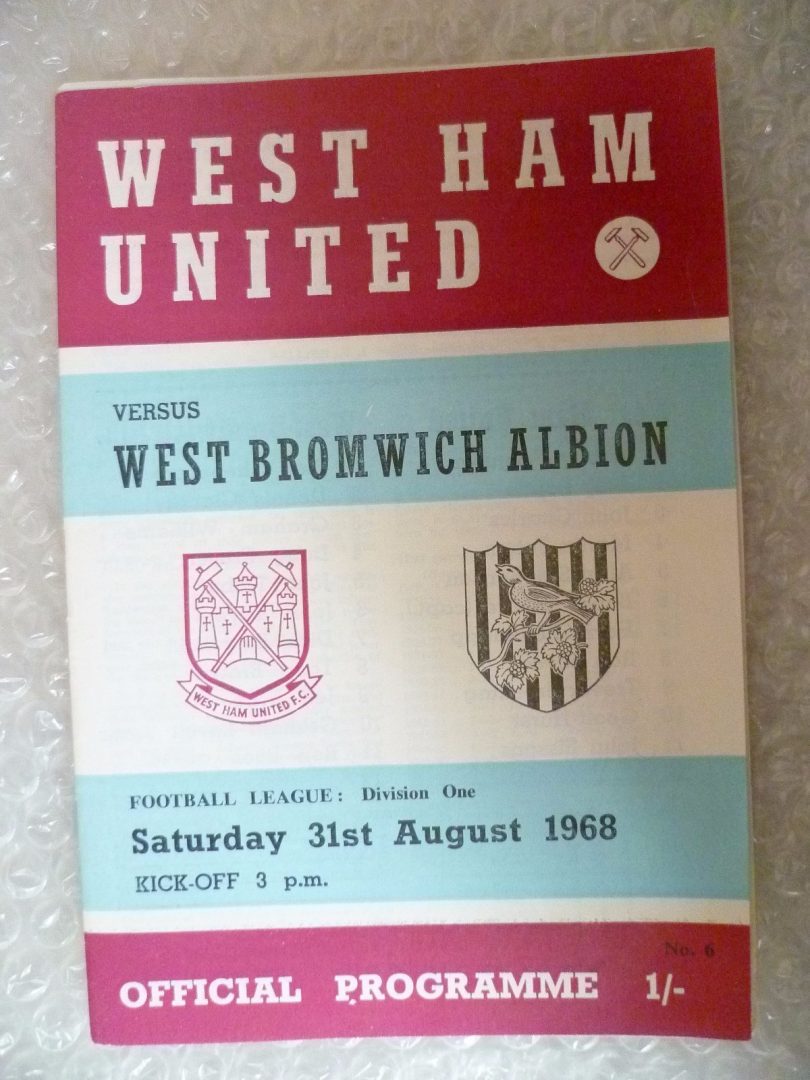 WEST HAM
UNITED
VERSUS
WEST BROMWICH ALBION
WEST HAM UNITED F.C.
FOOTBALL LEAGUE: Division One
Saturday 31st August 1968
KICK-OFF 3 p.m.
No. 6
OFFICIAL PROGRAMME 1/-